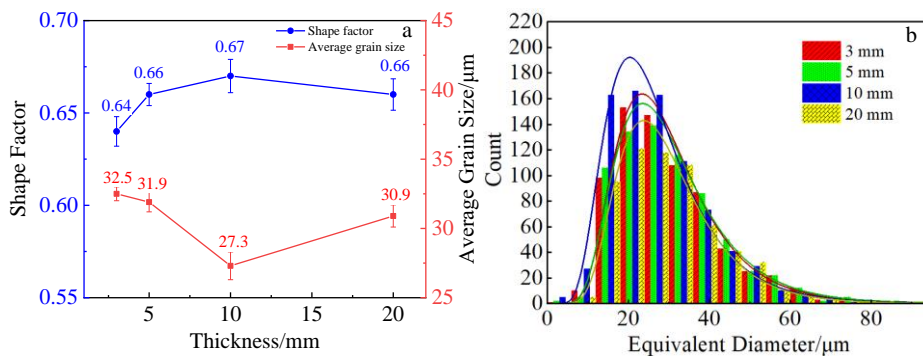 a
Shape factor
Average grain size
0.70
0.65
0.60
0.55
Shape Factor
0.64
0.66
0.67
0.66
32.5
31.9
27.3
30.9
45
40
35
30
25
Average Grain Size/μm
5
10
15
20
Thickness/mm
b
3 mm
5 mm
10 mm
20 mm
220
200
180
160
140
120
100
80
60
40
20
0
Count
0
20
40
60
80
Equivalent Diameter/μm